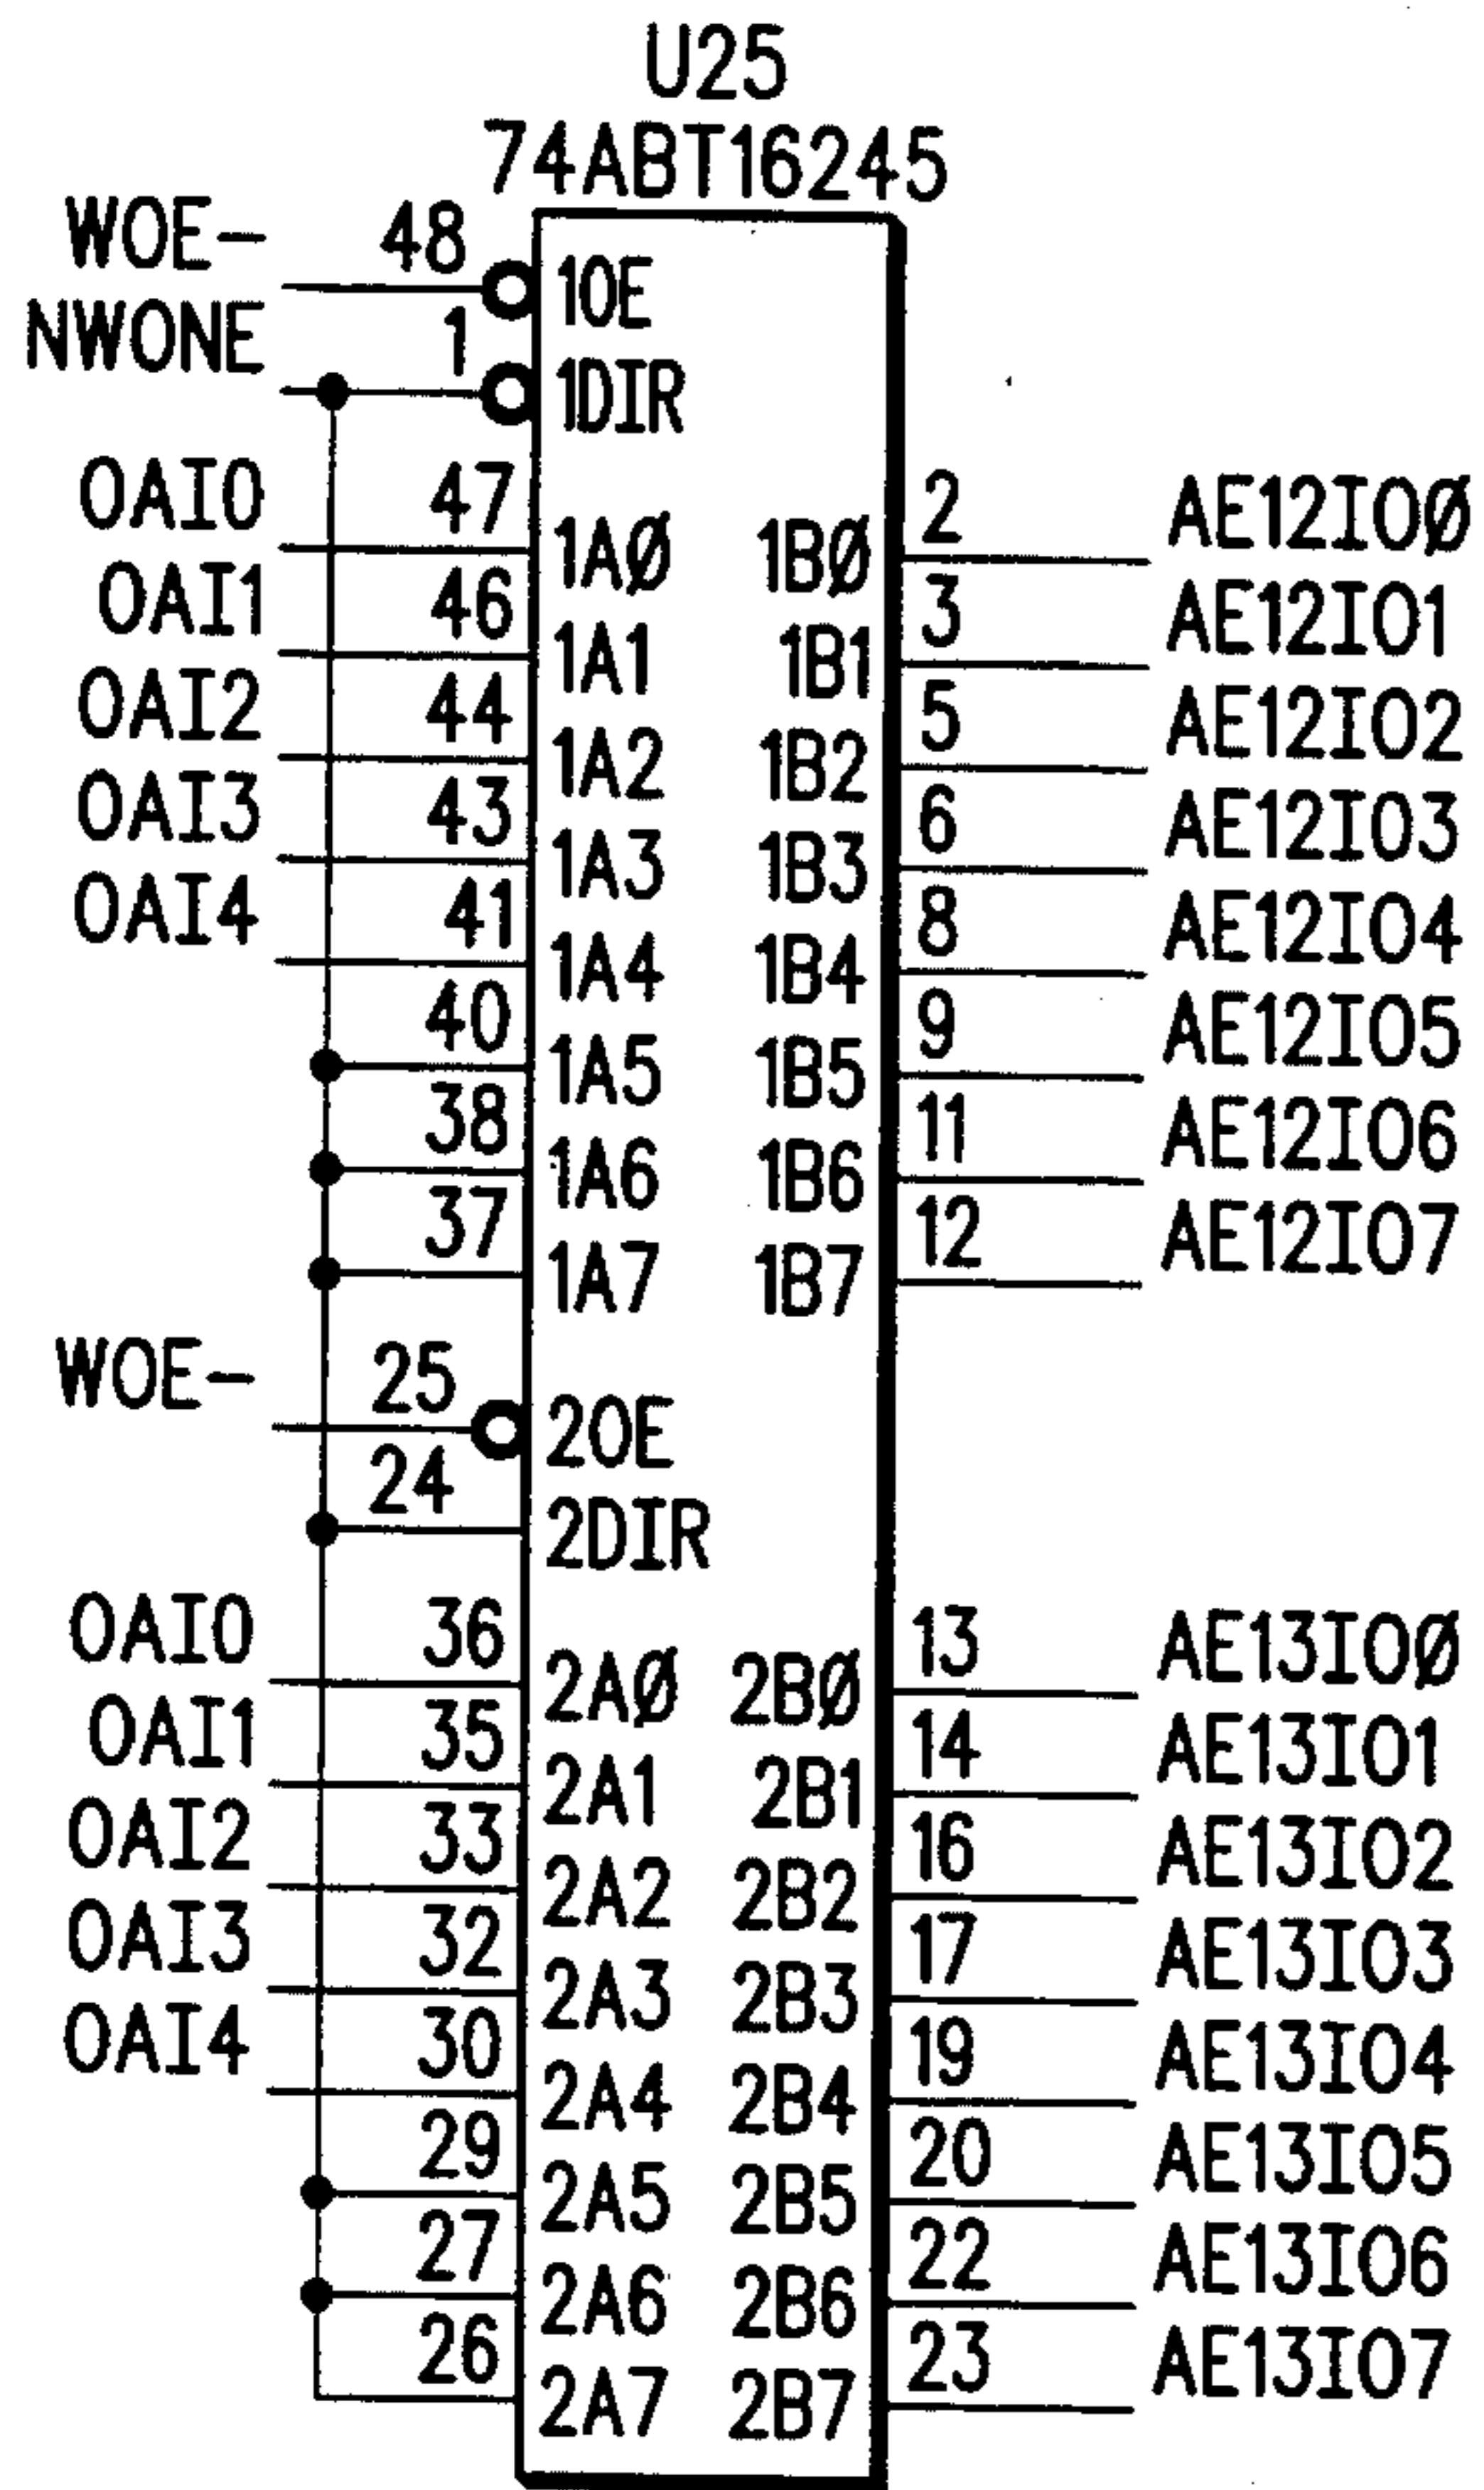 U25
74ABT16245
WOE- 48 1OE
NWONE 1 1DIR
OAI0 47 1AØ 1BØ 2 AE12IOØ
OAI1 46 1A1 1B1 3 AE12IO1
OAI2 44 1A2 1B2 5 AE12IO2
OAI3 43 1A3 1B3 6 AE12IO3
OAI4 41 1A4 1B4 8 AE12IO4
40 1A5 1B5 9 AE12IO5
38 1A6 1B6 11 AE12IO6
37 1A7 1B7 12 AE12IO7
WOE- 25 2OE
24 2DIR
OAI0 36 2AØ 2BØ 13 AE13IOØ
OAI1 35 2A1 2B1 14 AE13IO1
OAI2 33 2A2 2B2 16 AE13IO2
OAI3 32 2A3 2B3 17 AE13IO3
OAI4 30 2A4 2B4 19 AE13IO4
29 2A5 2B5 20 AE13IO5
27 2A6 2B6 22 AE13IO6
26 2A7 2B7 23 AE13IO7